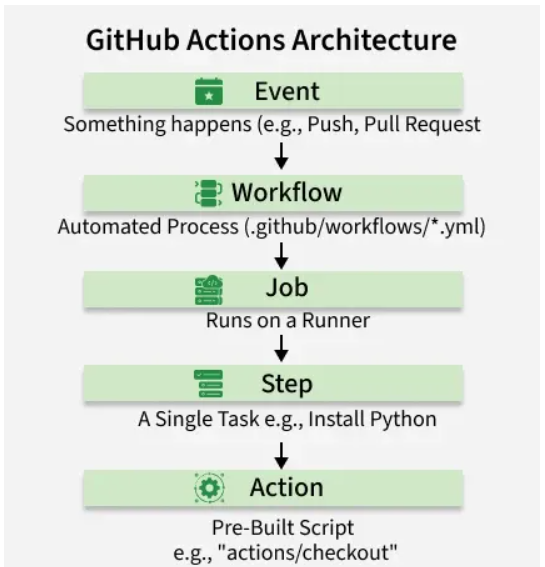 GitHub Actions Architecture
Event
Something happens (e.g., Push, Pull Request
Workflow
Automated Process (.github/workflows/*.yml)
Job
Runs on a Runner
Step
A Single Task e.g., Install Python
Action
Pre-Built Script
e.g., "actions/checkout"